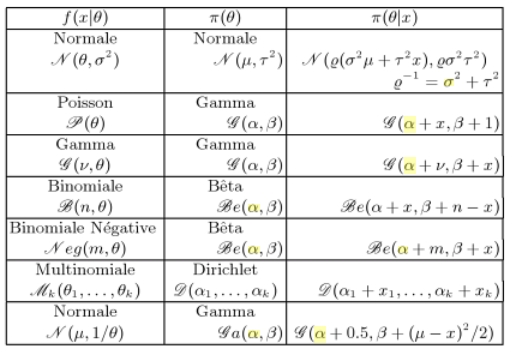 f(x|θ) π(θ) π(θ|x)
Normale Normale
𝒩(θ, σ²) 𝒩(μ, τ²) 𝒩(ϱ(σ²μ + τ²x), ϱσ²τ²)
ϱ⁻¹ = σ² + τ²
Poisson Gamma
𝒫(θ) 𝒢(α, β) 𝒢(α + x, β + 1)
Gamma Gamma
𝒢(ν, θ) 𝒢(α, β) 𝒢(α + ν, β + x)
Binomiale Bêta
ℬ(n, θ) ℬe(α, β) ℬe(α + x, β + n − x)
Binomiale Négative Bêta
𝒩eg(m, θ) ℬe(α, β) ℬe(α + m, β + x)
Multinomiale Dirichlet
ℳₖ(θ₁, . . . , θₖ) 𝒟(α₁, . . . , αₖ) 𝒟(α₁ + x₁, . . . , αₖ + xₖ)
Normale Gamma
𝒩(μ, 1/θ) 𝒢a(α, β) 𝒢(α + 0.5, β + (μ − x)²/2)